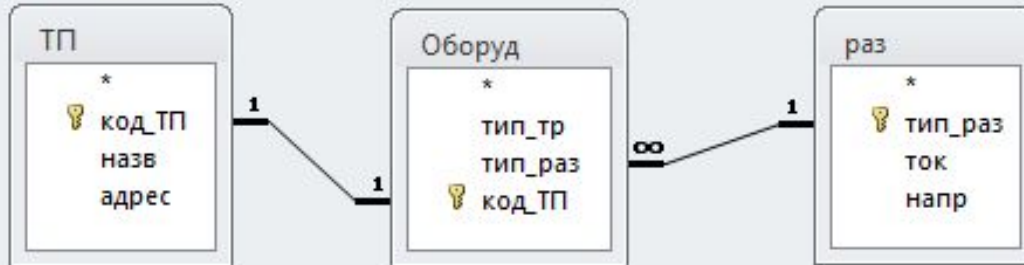 ТП
*
код_ТП
назв
адрес
1
1
Оборуд
*
тип_тр
тип_раз
код_ТП
∞
1
раз
*
тип_раз
ток
напр